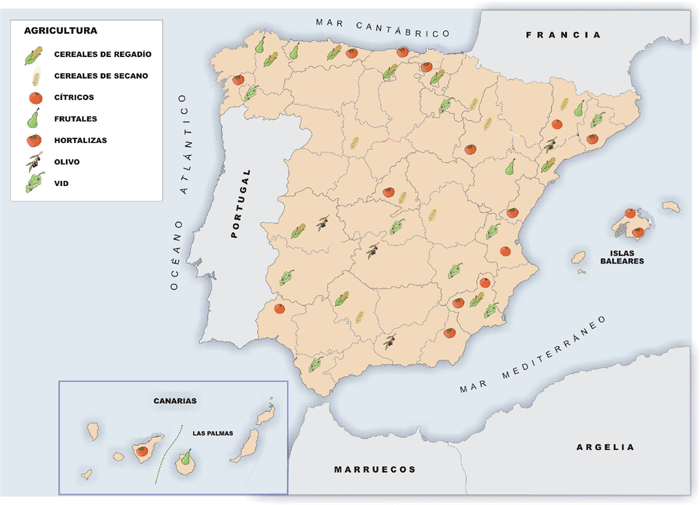 AGRICULTURA
CEREALES DE REGADÍO
CEREALES DE SECANO
CÍTRICOS
FRUTALES
HORTALIZAS
OLIVO
VID
MAR CANTÁBRICO
FRANCIA
OCÉANO ATLÁNTICO
PORTUGAL
ISLAS
BALEARES
MAR MEDITERRÁNEO
CANARIAS
LAS PALMAS
MARRUECOS
ARGELIA